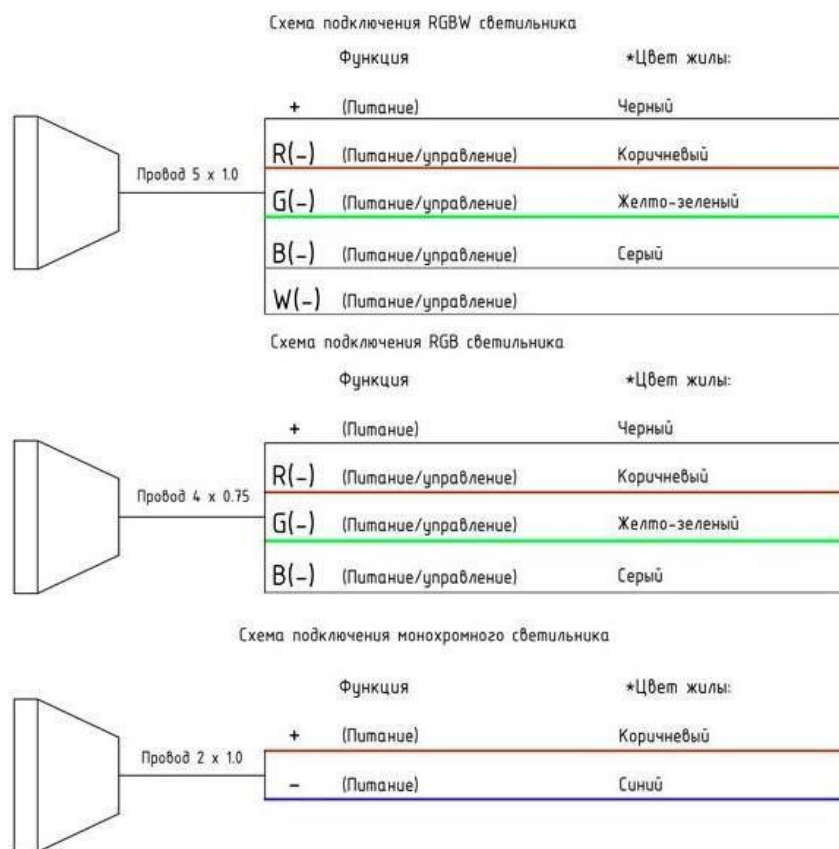 Схема подключения RGBW светильника
Функция *Цвет жилы:
+ (Питание) Черный
R(-) (Питание/управление) Коричневый
Провод 5 x 1.0
G(-) (Питание/управление) Желто-зеленый
B(-) (Питание/управление) Серый
W(-) (Питание/управление)
Схема подключения RGB светильника
Функция *Цвет жилы:
+ (Питание) Черный
R(-) (Питание/управление) Коричневый
Провод 4 x 0.75
G(-) (Питание/управление) Желто-зеленый
B(-) (Питание/управление) Серый
Схема подключения монохромного светильника
Функция *Цвет жилы:
+ (Питание) Коричневый
Провод 2 x 1.0
- (Питание) Синий